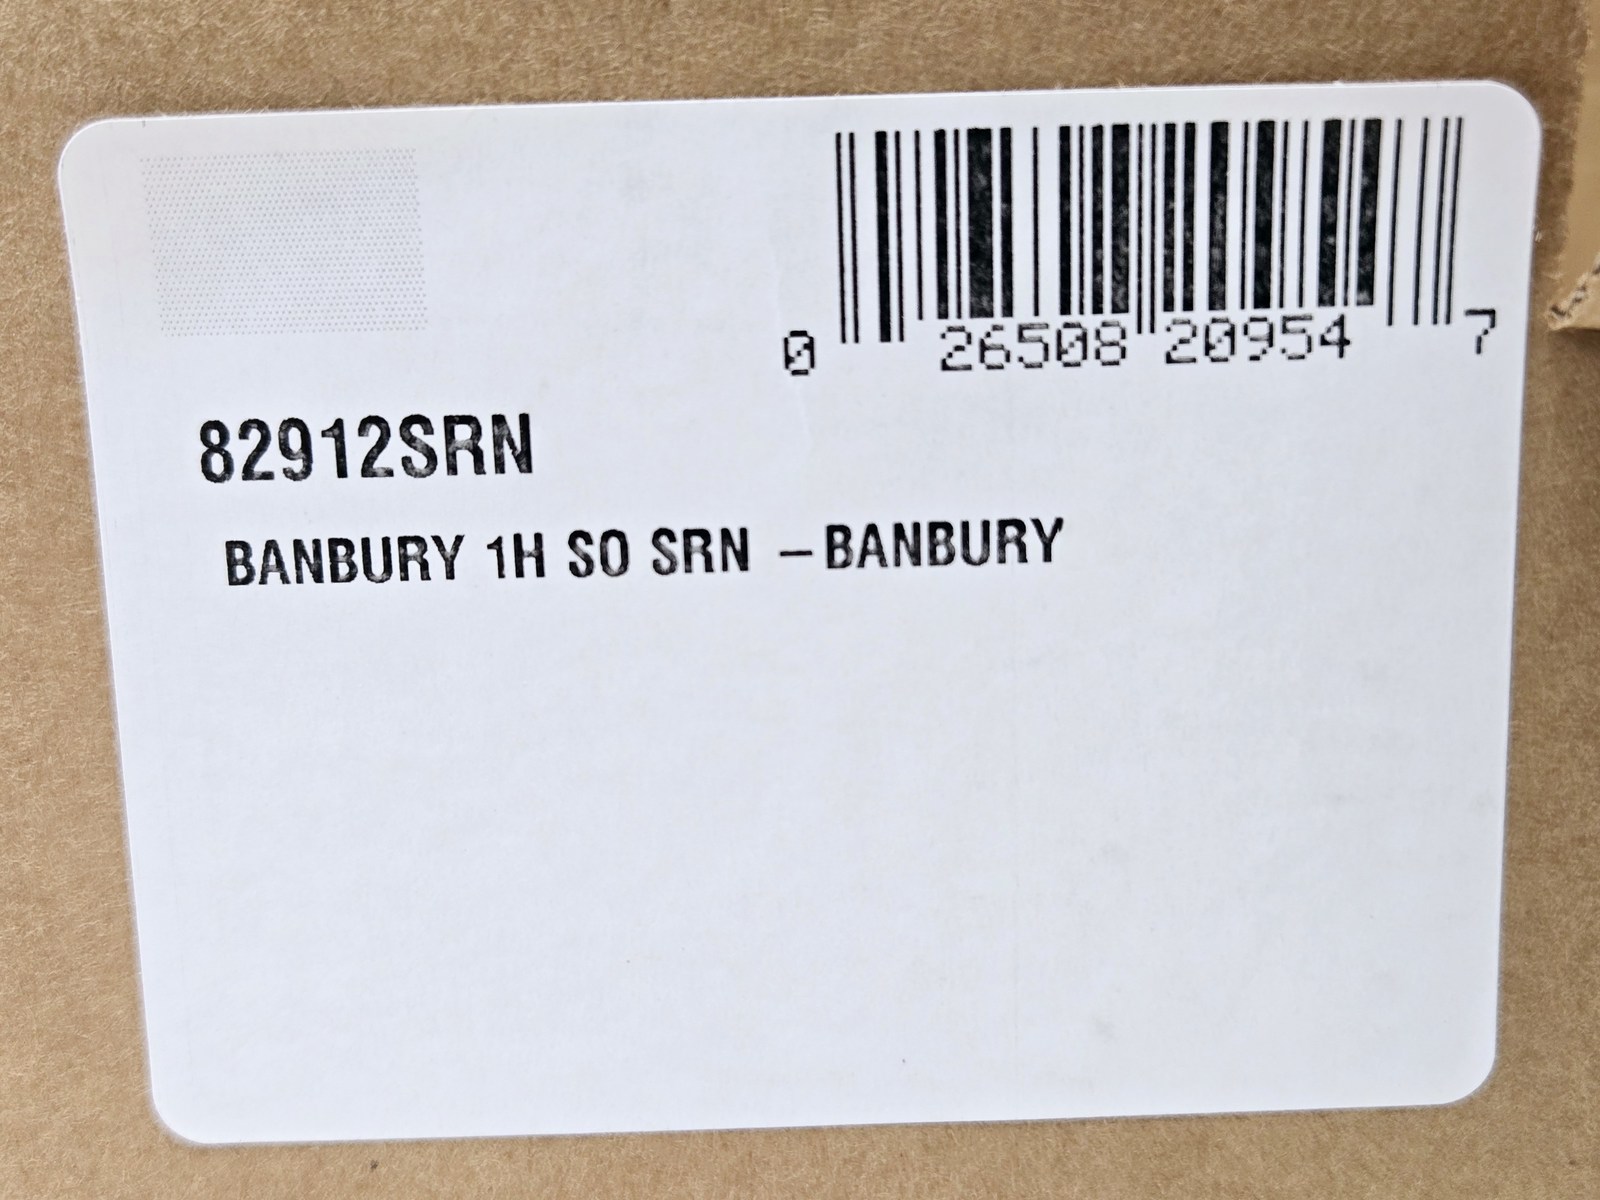 0 26508 20954 7
82912SRN
BANBURY 1H SO SRN – BANBURY